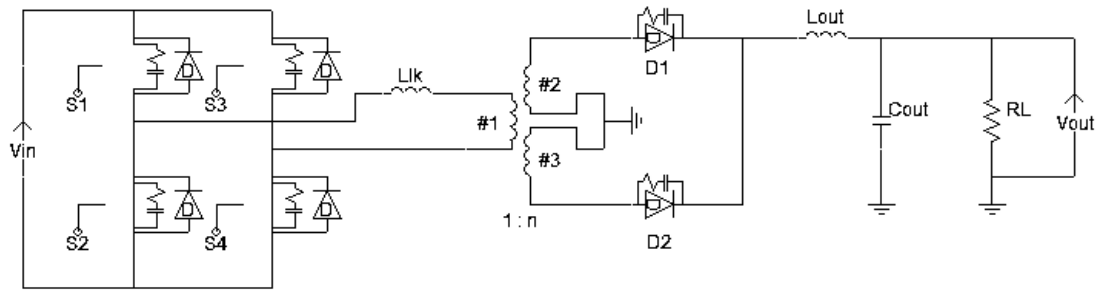 Lout
D
D
D
D1
Llk
S1
S3
#2
Cout
RL
Vin
#1
Vout
#3
D
D
D
S2
S4
1 : n
D2